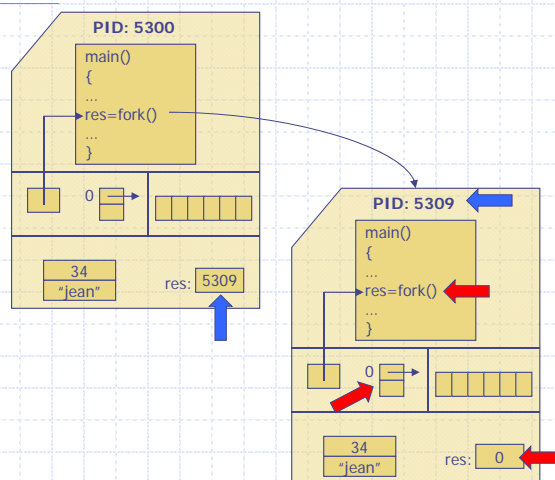 PID: 5300
main()
{
...
res=fork()
...
}
0
34
"jean"
res: 5309
PID: 5309
main()
{
...
res=fork()
...
}
0
34
"jean"
res: 0